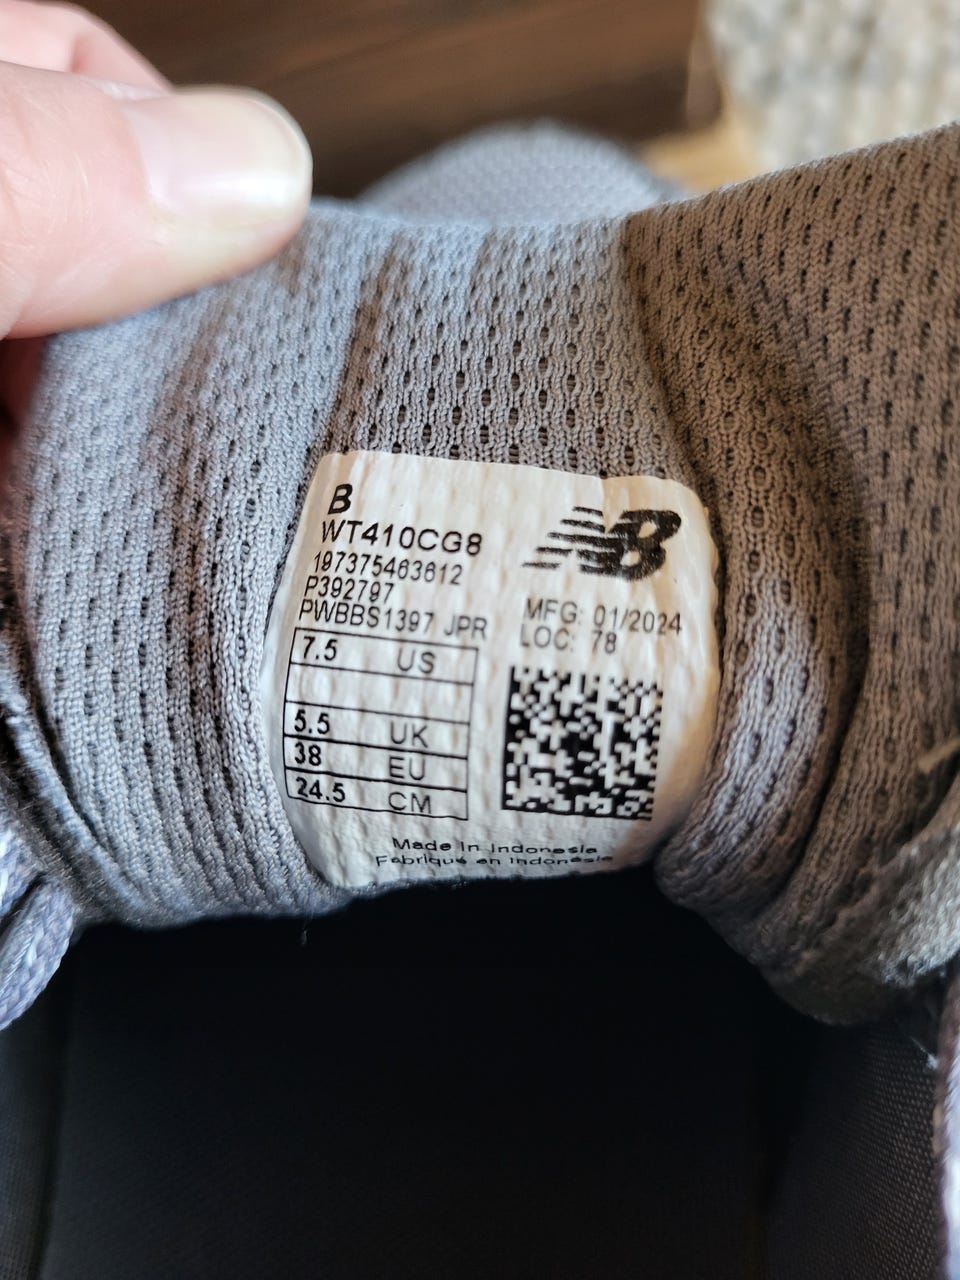 B
WT410CG8
197375463612
P392797
PWBBS1397 JPR
7.5 US
5.5 UK
38 EU
24.5 CM
NB
MFG: 01/2024
LOC: 78
Made In Indonesia
Fabriqué en Indonésie